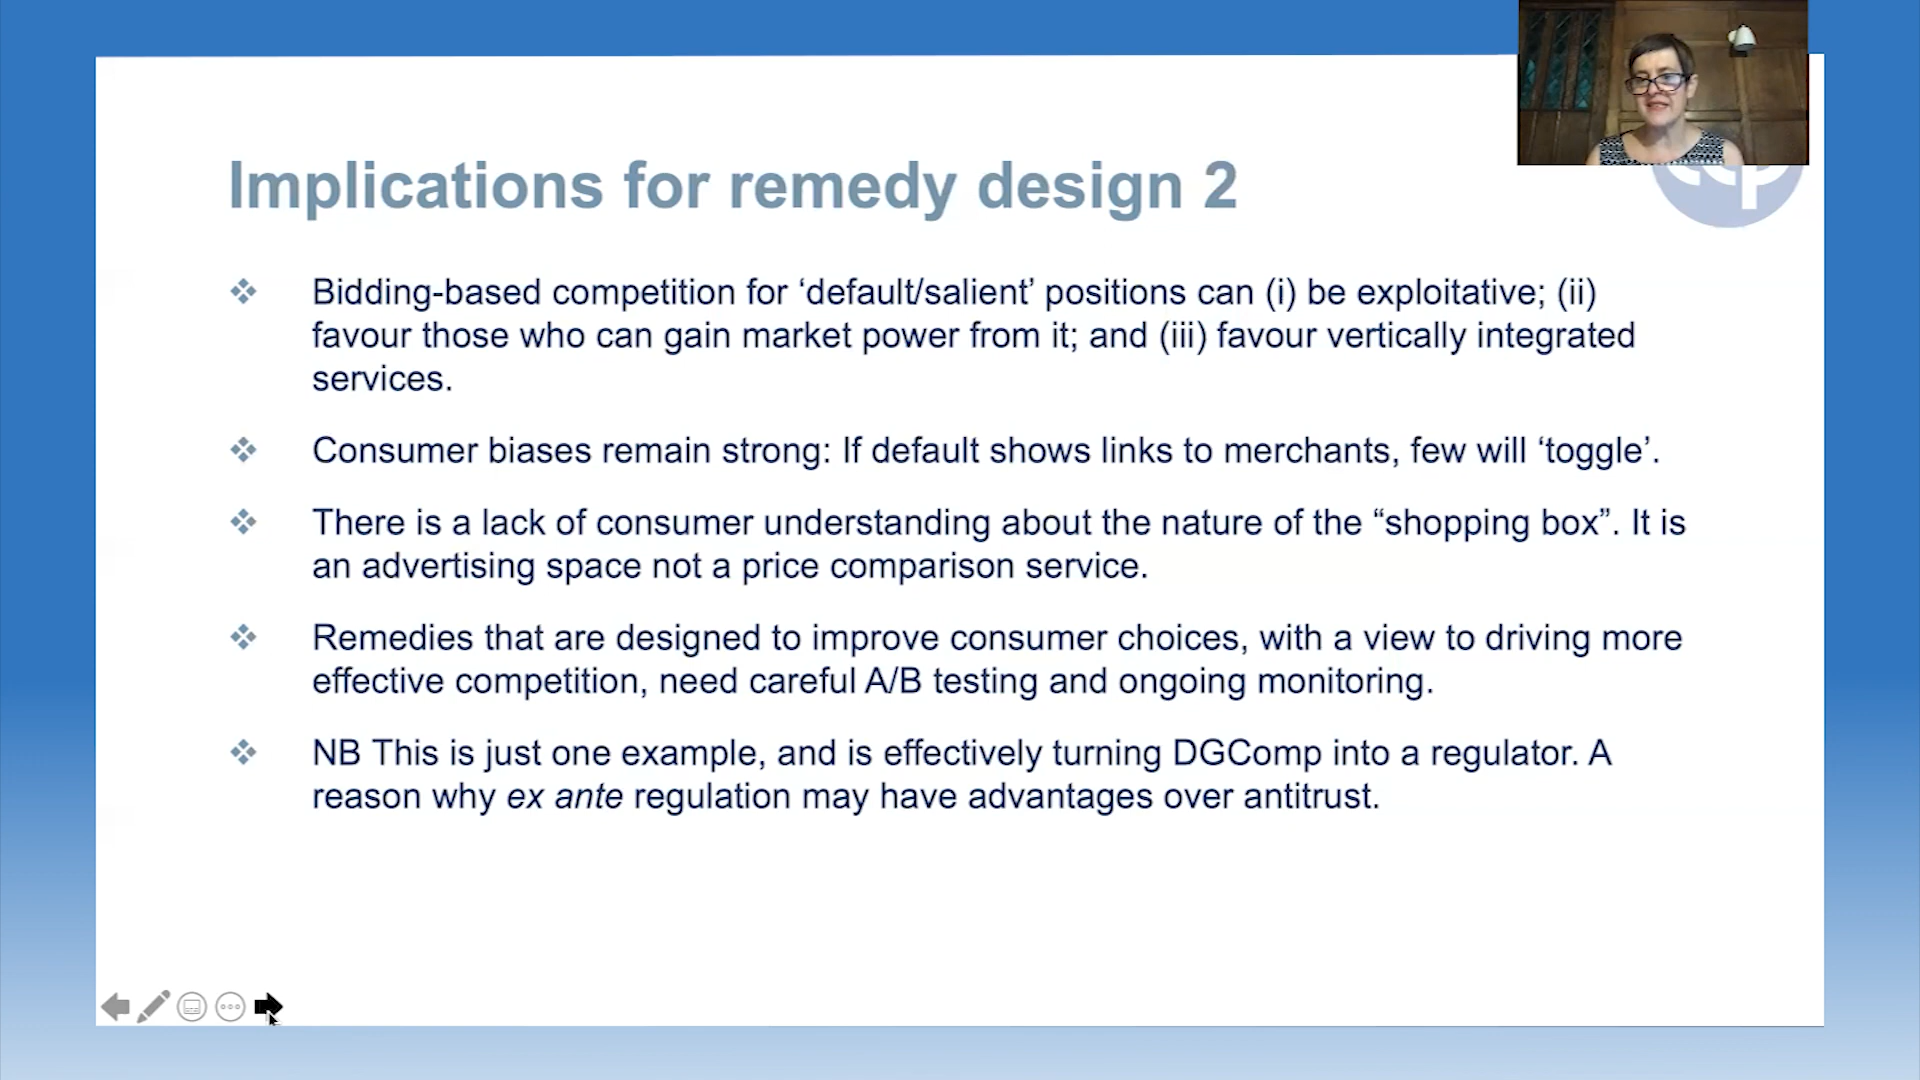 Implications for remedy design 2
Bidding-based competition for ‘default/salient’ positions can (i) be exploitative; (ii)
favour those who can gain market power from it; and (iii) favour vertically integrated
services.
Consumer biases remain strong: If default shows links to merchants, few will ‘toggle’.
There is a lack of consumer understanding about the nature of the “shopping box”. It is
an advertising space not a price comparison service.
Remedies that are designed to improve consumer choices, with a view to driving more
effective competition, need careful A/B testing and ongoing monitoring.
NB This is just one example, and is effectively turning DGComp into a regulator. A
reason why ex ante regulation may have advantages over antitrust.